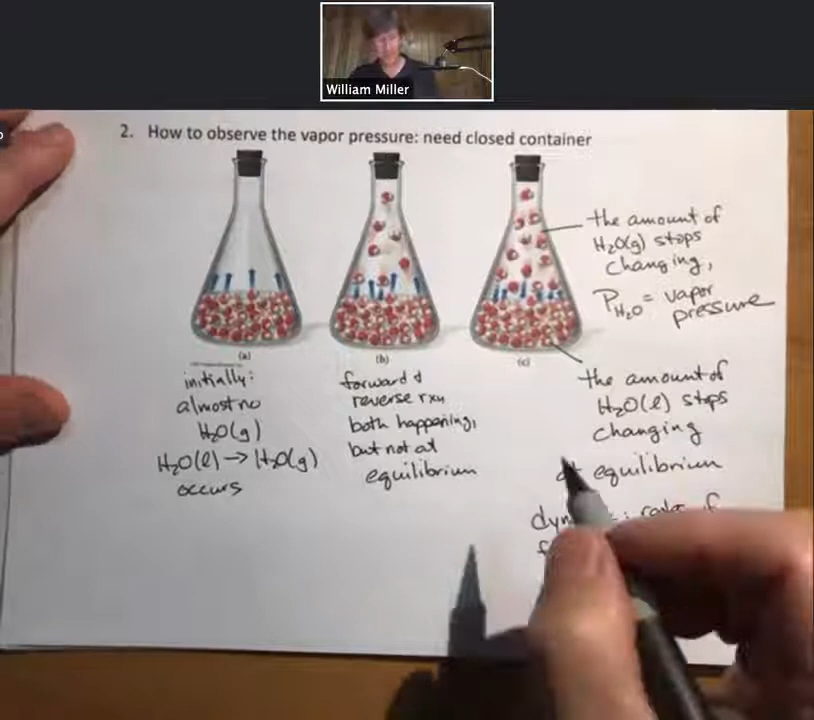 William Miller
2. How to observe the vapor pressure: need closed container
the amount of
H₂O(g) stops
changing,
P H₂O = vapor
pressure
(a)
(b)
(c)
initially:
almost no
H₂O(g)
H₂O(l) → H₂O(g)
occurs
forward &
reverse rxn
both happening,
but not at
equilibrium
the amount of
H₂O(l) stops
changing
equilibrium
of